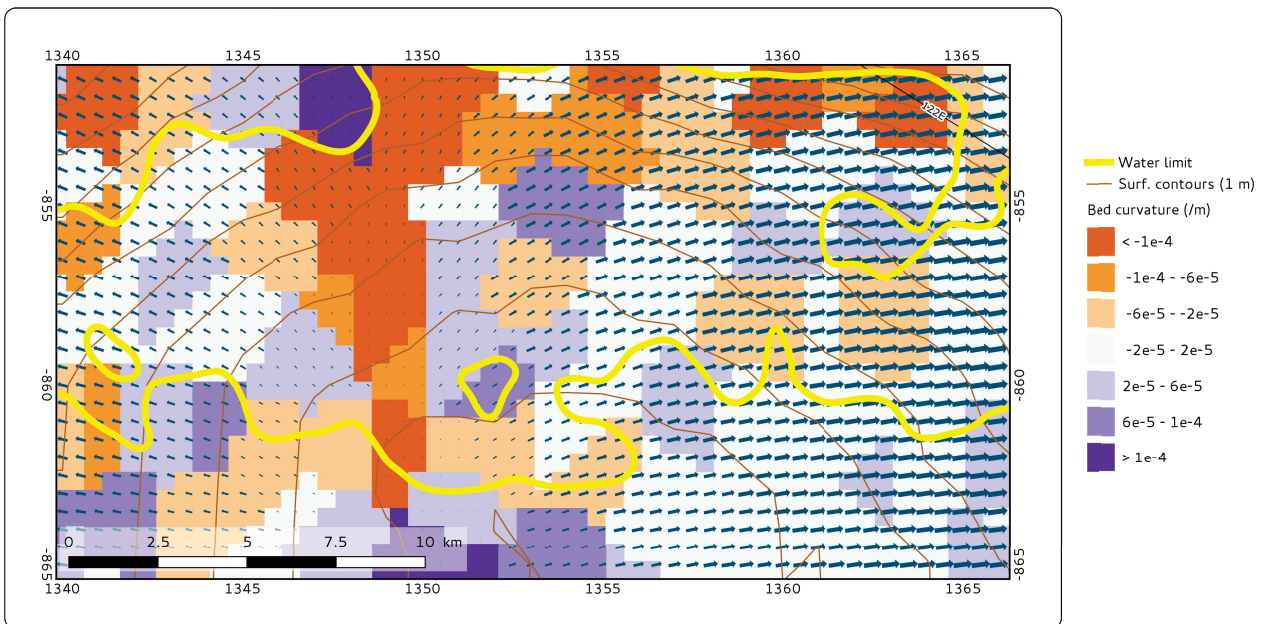 1340 1345 1350 1355 1360 1365
122E
-855 -855
-860 -860
-865 -865
0 2.5 5 7.5 10 km
1340 1345 1350 1355 1360 1365
Water limit
Surf. contours (1 m)
Bed curvature (/m)
< -1e-4
-1e-4 - -6e-5
-6e-5 - -2e-5
-2e-5 - 2e-5
2e-5 - 6e-5
6e-5 - 1e-4
> 1e-4